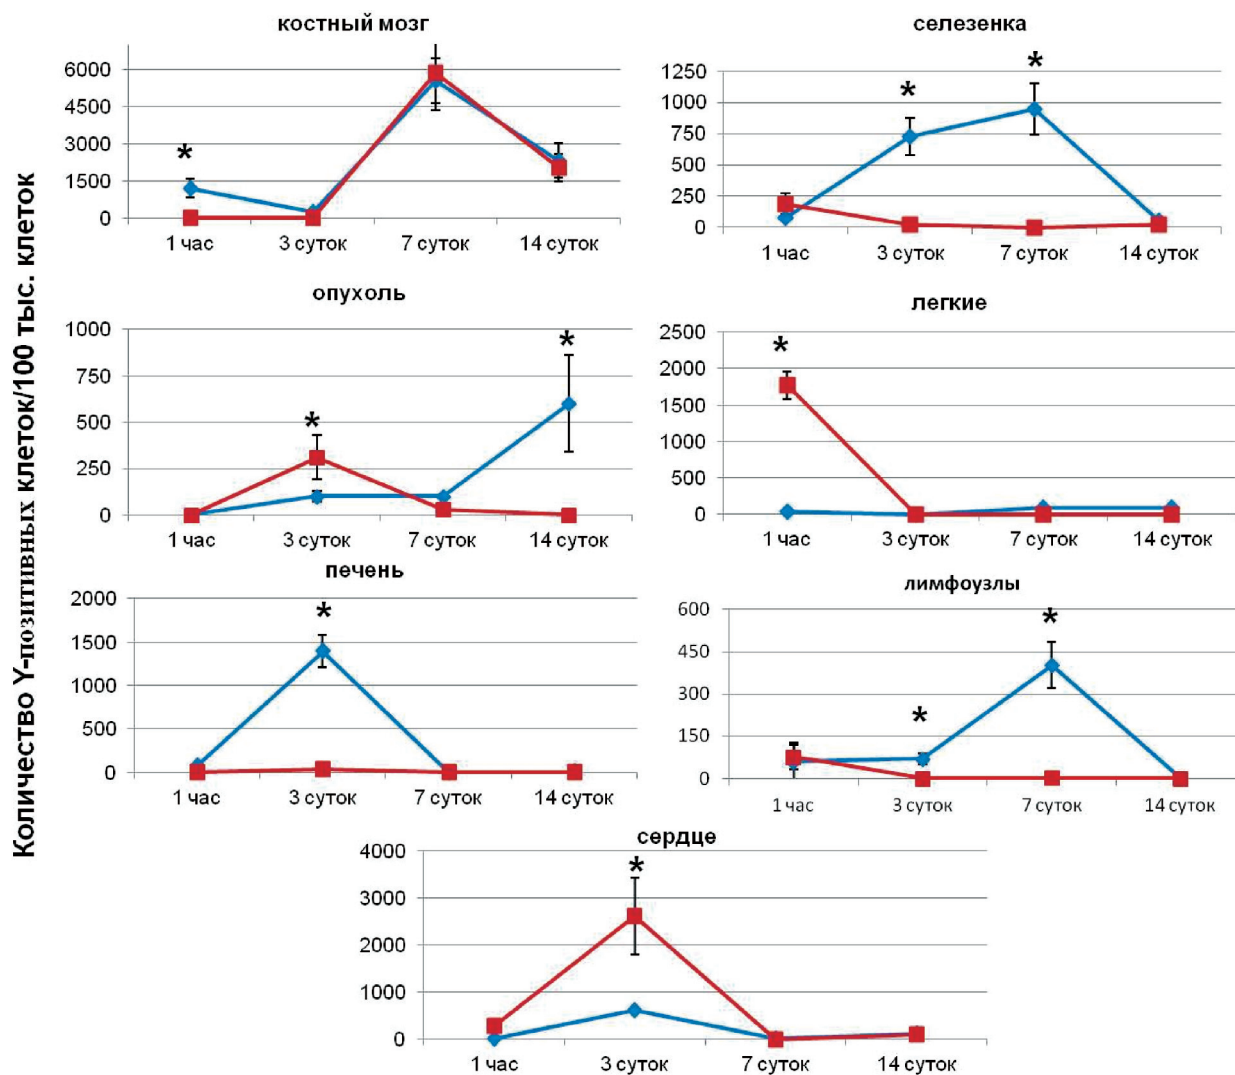 Количество Y-позитивных клеток/100 тыс. клеток
костный мозг
6000
4500
3000
1500
0
*
1 час 3 суток 7 суток 14 суток
селезенка
1250
1000
750
500
250
0
* *
1 час 3 суток 7 суток 14 суток
опухоль
1000
750
500
250
0
* *
1 час 3 суток 7 суток 14 суток
легкие
2500
2000
1500
1000
500
0
*
1 час 3 суток 7 суток 14 суток
печень
2000
1500
1000
500
0
*
1 час 3 суток 7 суток 14 суток
лимфоузлы
600
450
300
150
0
* *
1 час 3 суток 7 суток 14 суток
сердце
4000
3000
2000
1000
0
*
1 час 3 суток 7 суток 14 суток